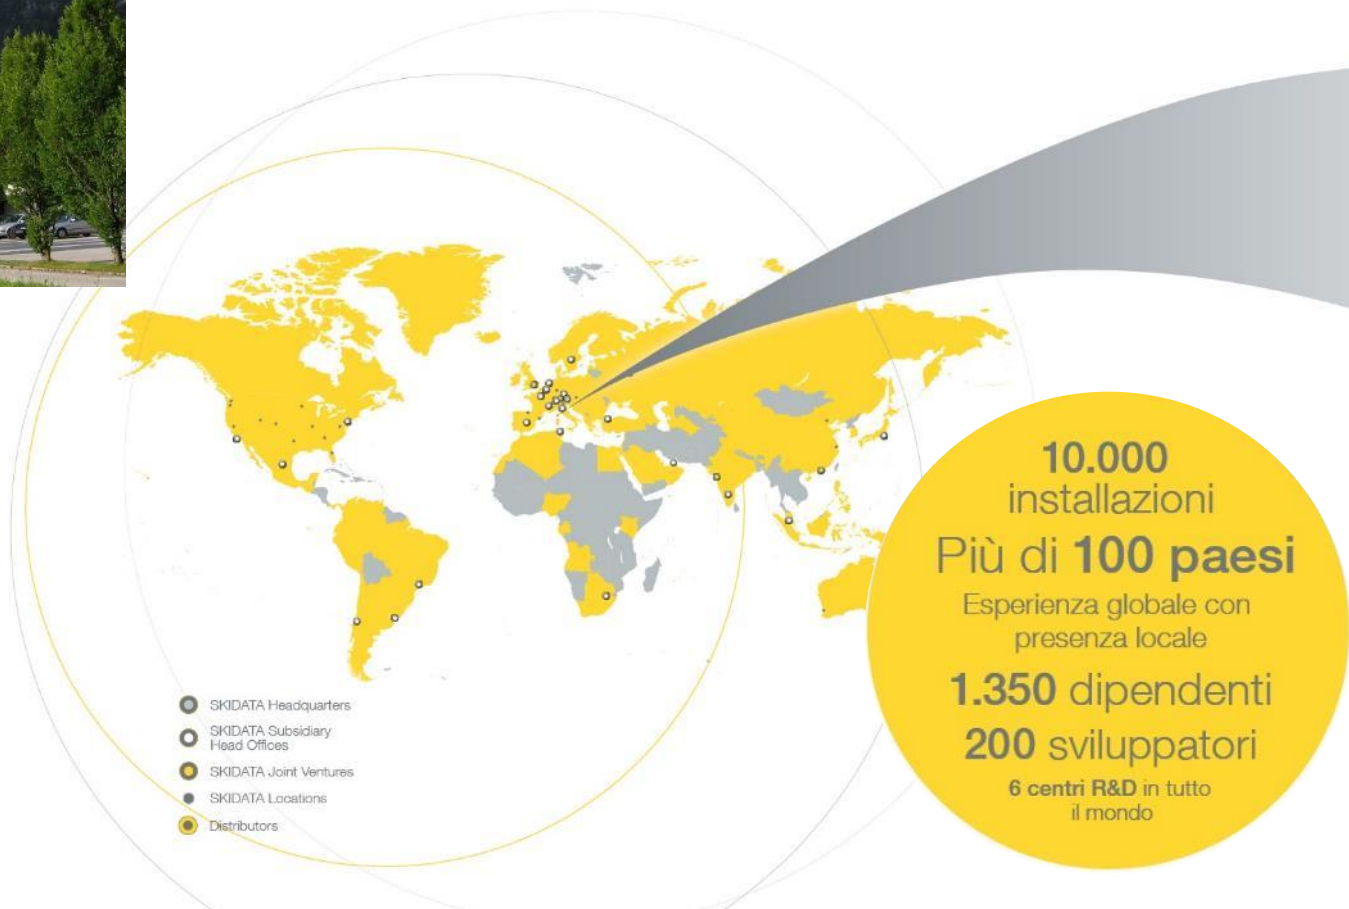 10.000
installazioni
Più di 100 paesi
Esperienza globale con
presenza locale
1.350 dipendenti
200 sviluppatori
6 centri R&D in tutto
il mondo
SKIDATA Headquarters
SKIDATA Subsidiary
Head Offices
SKIDATA Joint Ventures
SKIDATA Locations
Distributors